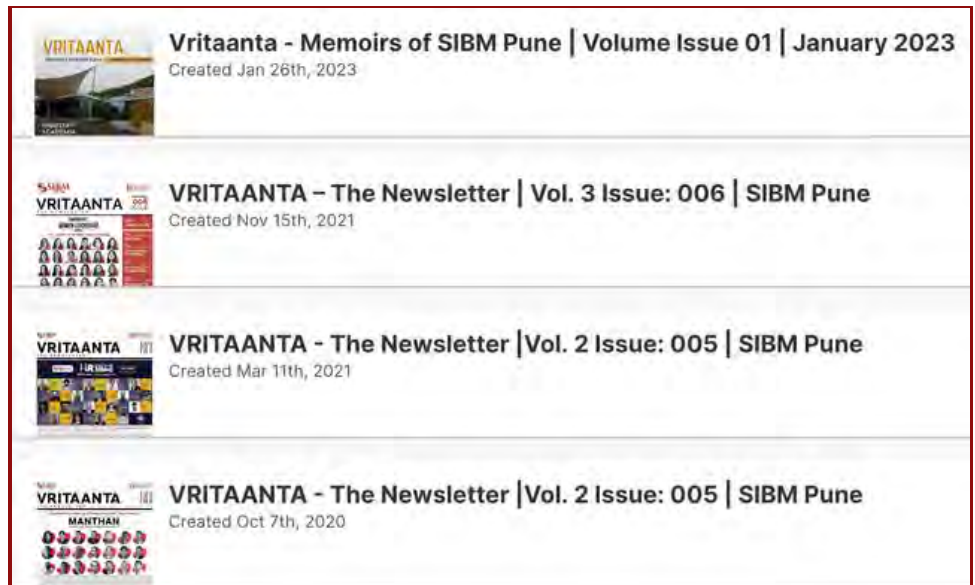 VRITAANTA
Vritaanta - Memoirs of SIBM Pune | Volume Issue 01 | January 2023
Created Jan 26th, 2023
SIBM
VRITAANTA
VRITAANTA – The Newsletter | Vol. 3 Issue: 006 | SIBM Pune
Created Nov 15th, 2021
VRITAANTA
VRITAANTA - The Newsletter |Vol. 2 Issue: 005 | SIBM Pune
Created Mar 11th, 2021
VRITAANTA
MANTHAN
VRITAANTA - The Newsletter |Vol. 2 Issue: 005 | SIBM Pune
Created Oct 7th, 2020